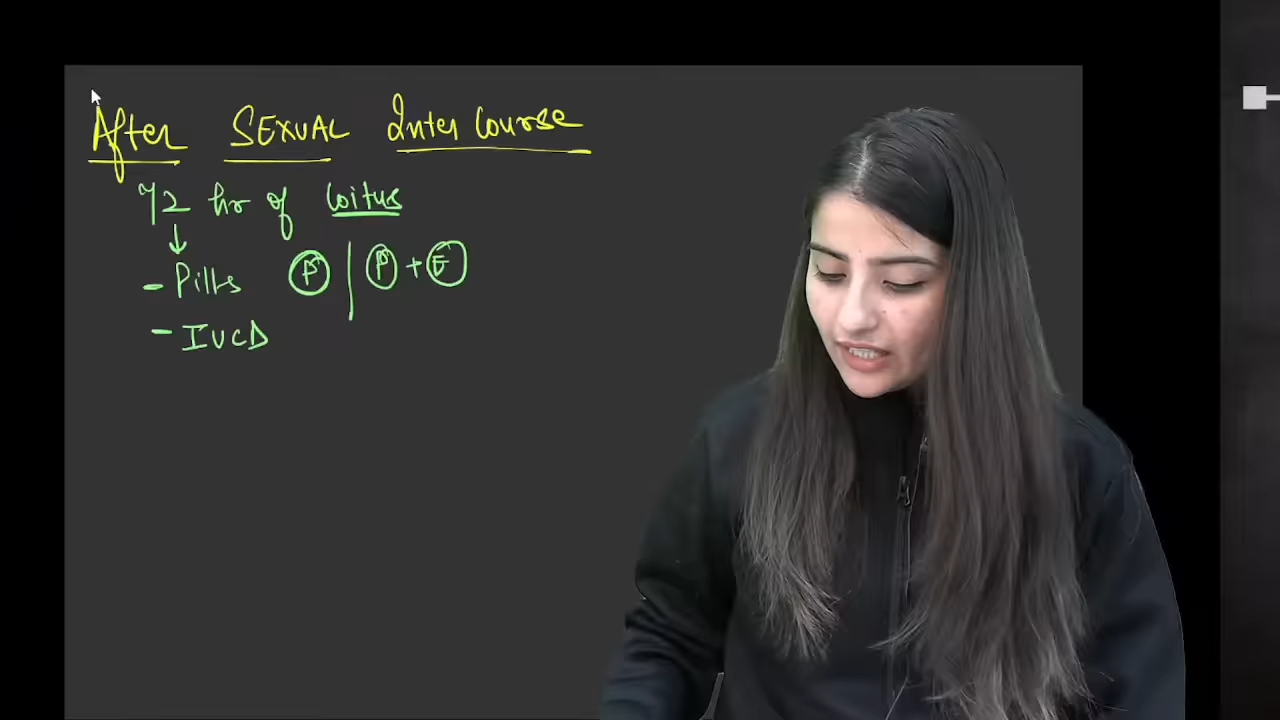 After SEXUAL Inter Course
72 hr of Coitus
↓
- Pills P | P + E
- IUCD